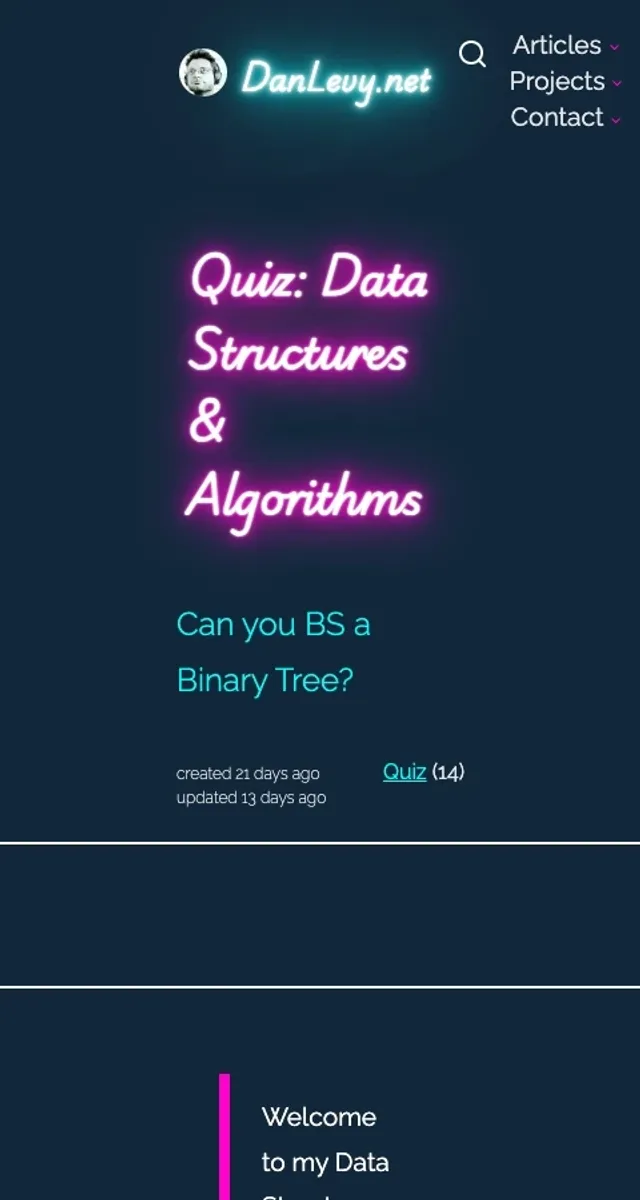 DanLevy.net
Articles
Projects
Contact
Quiz: Data
Structures
&
Algorithms
Can you BS a
Binary Tree?
created 21 days ago
updated 13 days ago
Quiz (14)
Welcome
to my Data